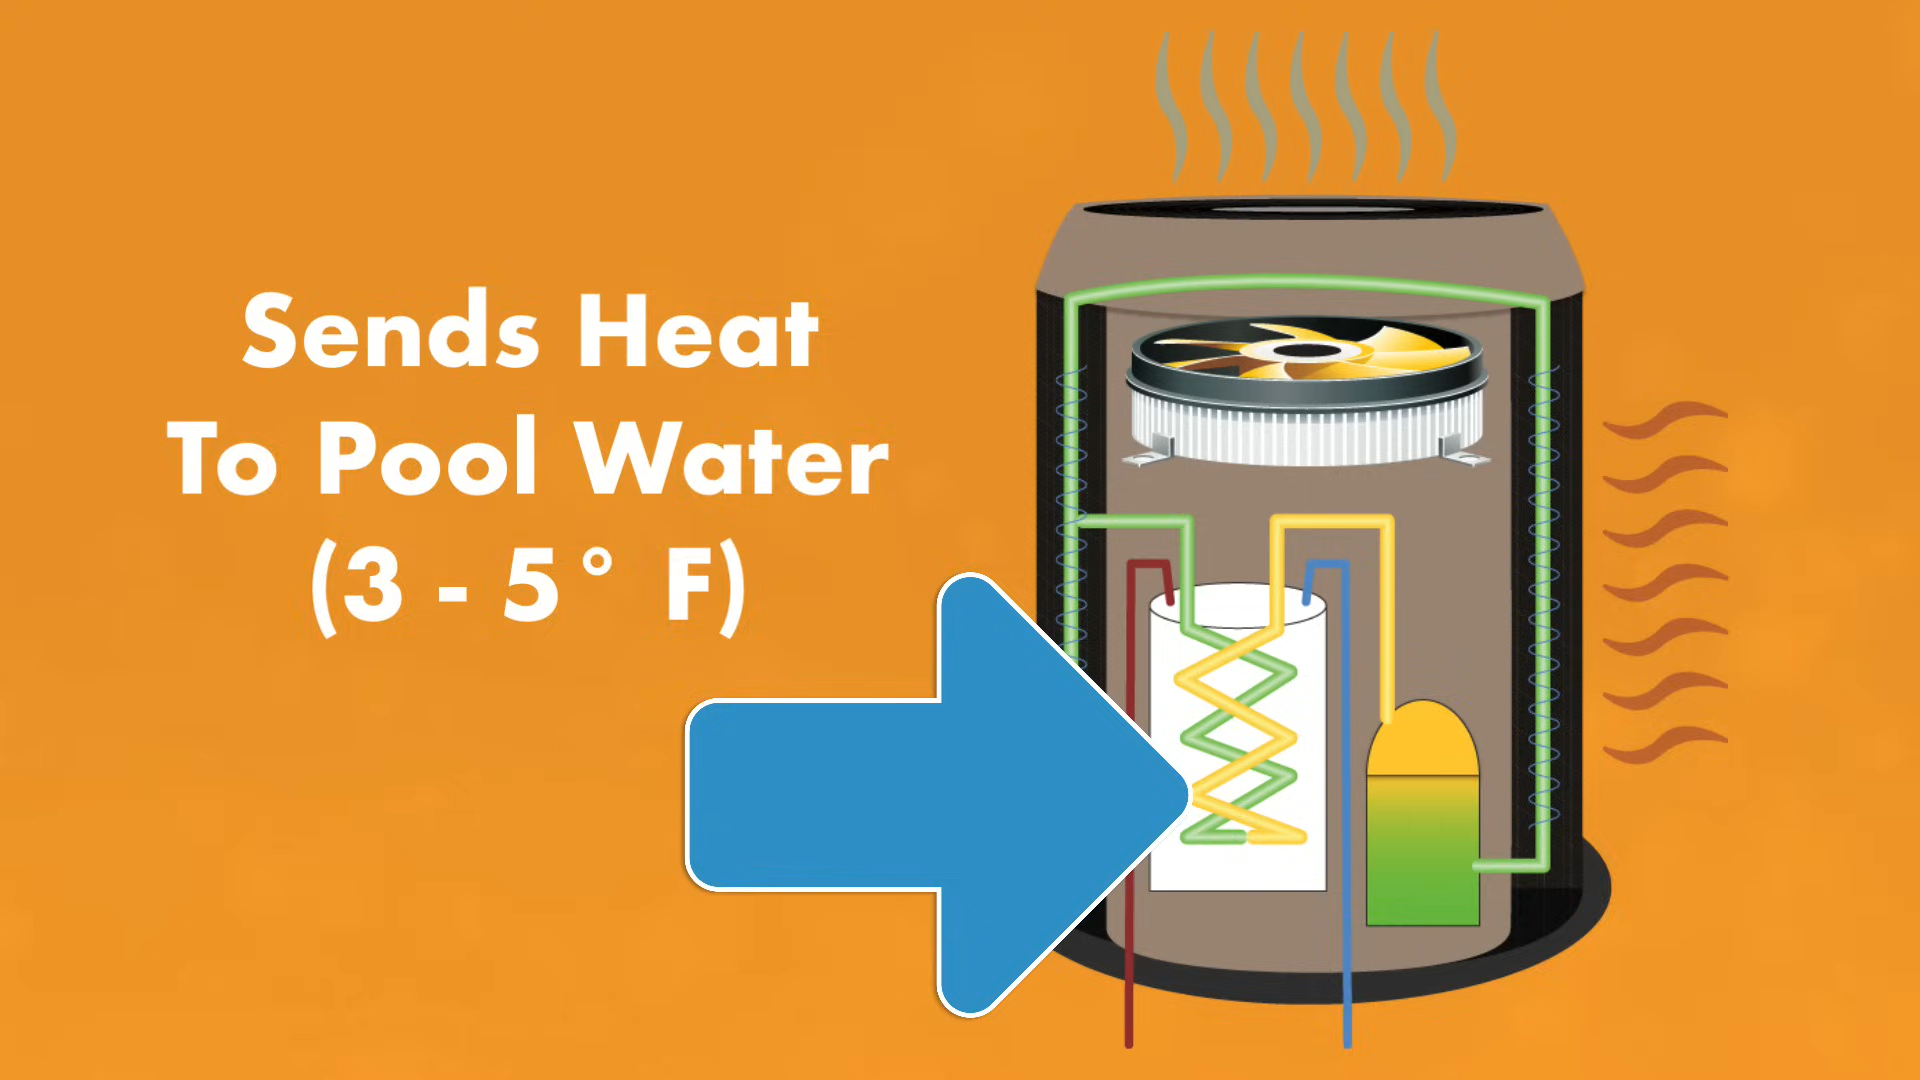 Sends Heat
To Pool Water
(3 - 5° F)